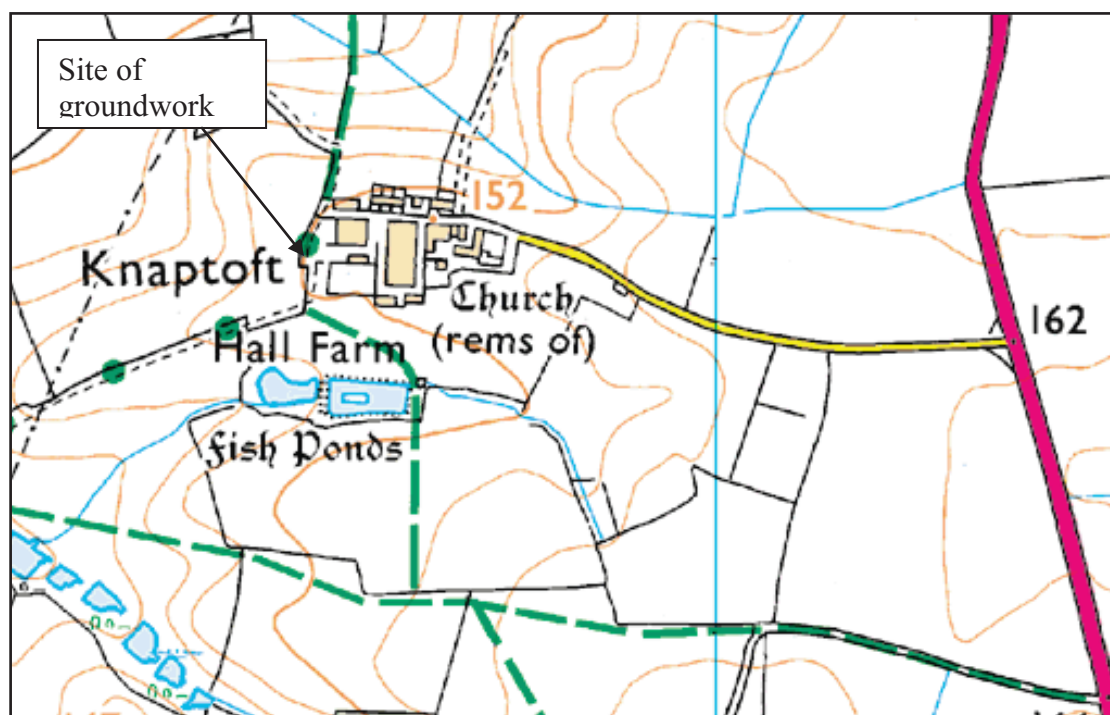 Site of
groundwork
152
Knaptoft
Church
(rems of)
162
Hall Farm
Fish Ponds